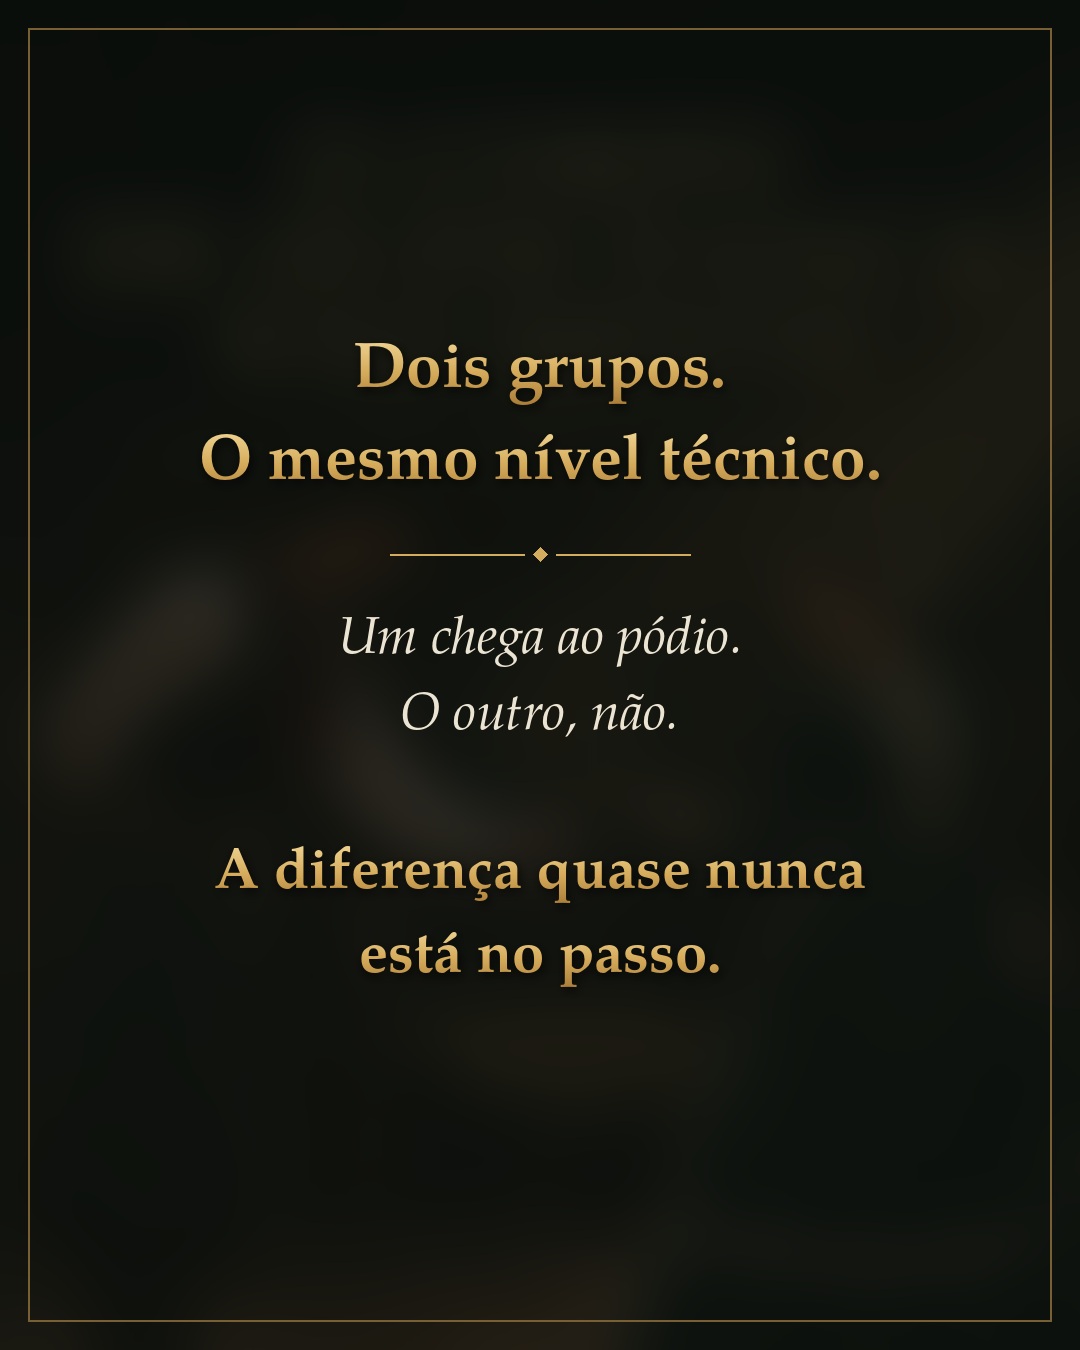 Dois grupos.
O mesmo nível técnico.
Um chega ao pódio.
O outro, não.
A diferença quase nunca
está no passo.